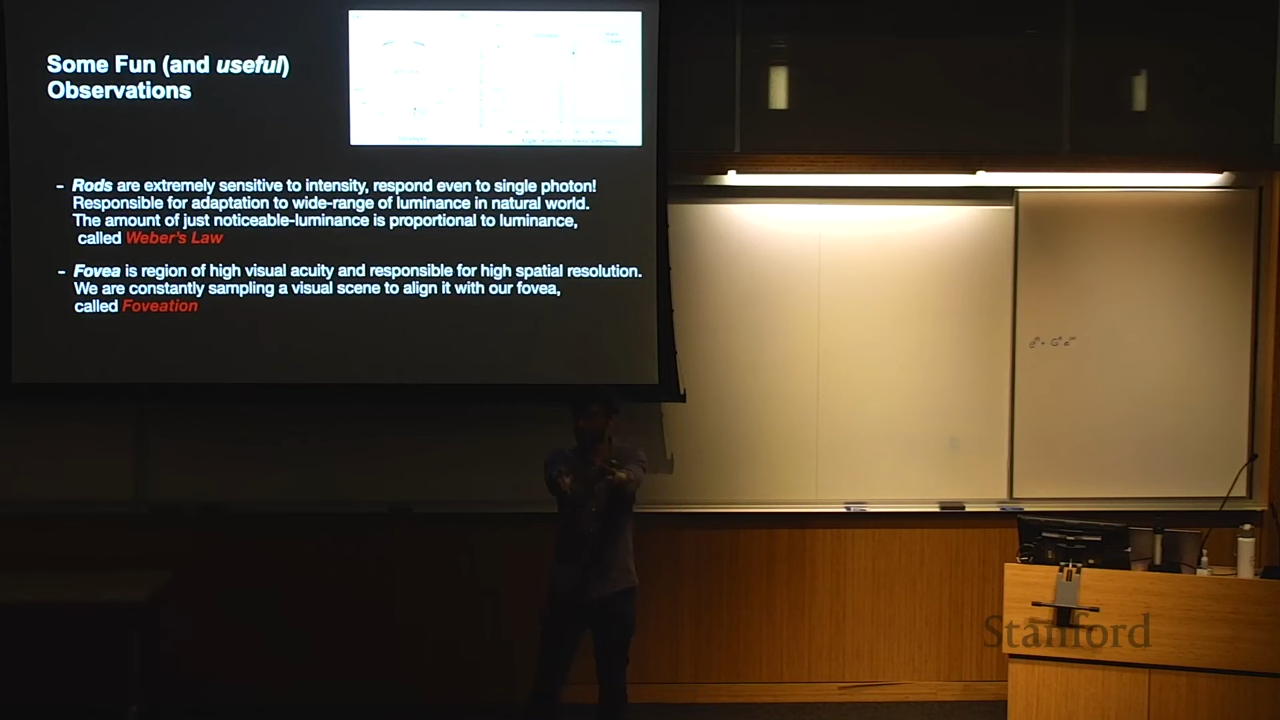 Some Fun (and useful)
Observations
- Rods are extremely sensitive to intensity, respond even to single photon!
Responsible for adaptation to wide-range of luminance in natural world.
The amount of just noticeable-luminance is proportional to luminance,
called Weber's Law
- Fovea is region of high visual acuity and responsible for high spatial resolution.
We are constantly sampling a visual scene to align it with our fovea,
called Foveation
Stanford